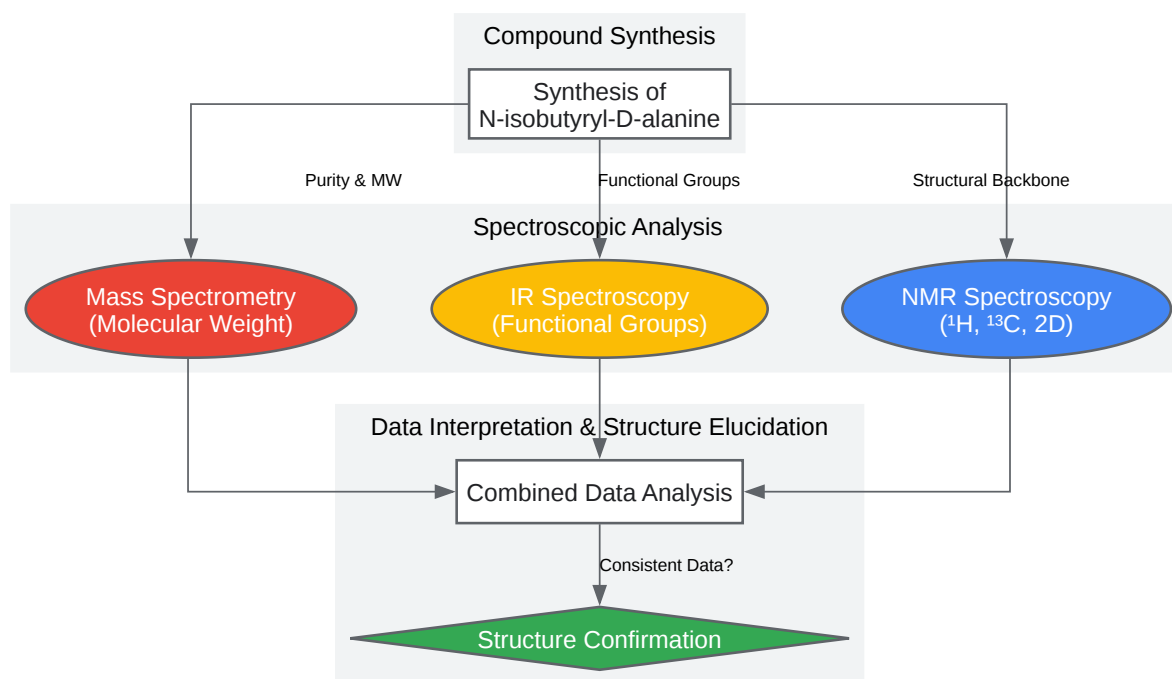 Compound Synthesis
Synthesis of
N-isobutyryl-D-alanine
Purity & MW
Functional Groups
Structural Backbone
Spectroscopic Analysis
Mass Spectrometry
(Molecular Weight)
IR Spectroscopy
(Functional Groups)
NMR Spectroscopy
(¹H, ¹³C, 2D)
Data Interpretation & Structure Elucidation
Combined Data Analysis
Consistent Data?
Structure Confirmation